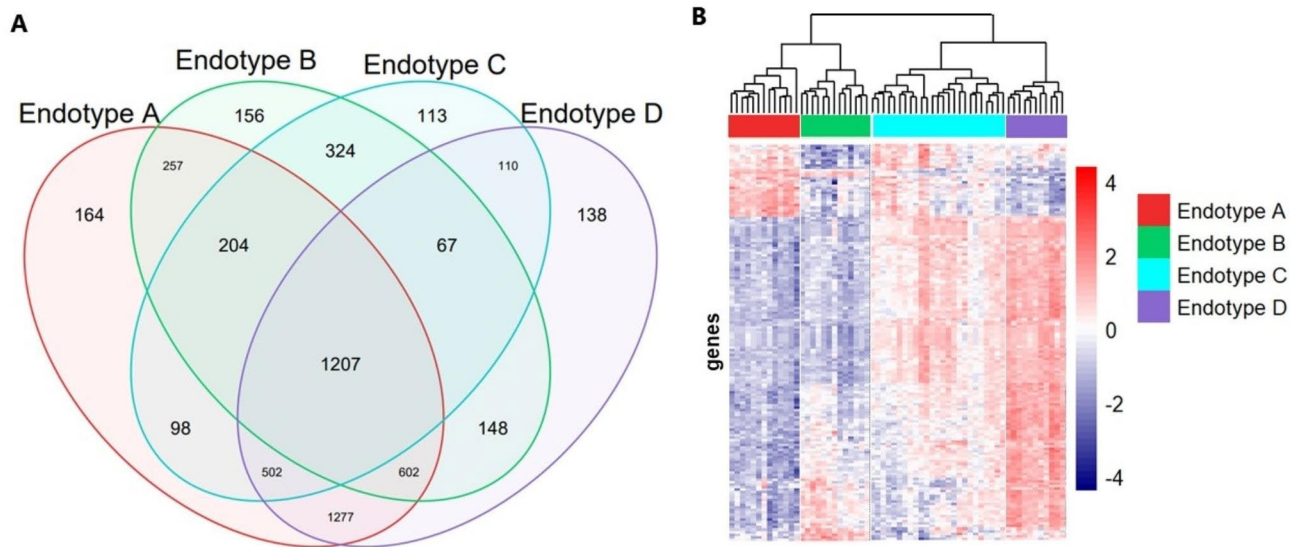 A
Endotype B
Endotype C
Endotype A
Endotype D
156
113
324
257
110
164
138
204
67
1207
98
148
502
602
1277
B
genes
4
2
0
-2
-4
Endotype A
Endotype B
Endotype C
Endotype D